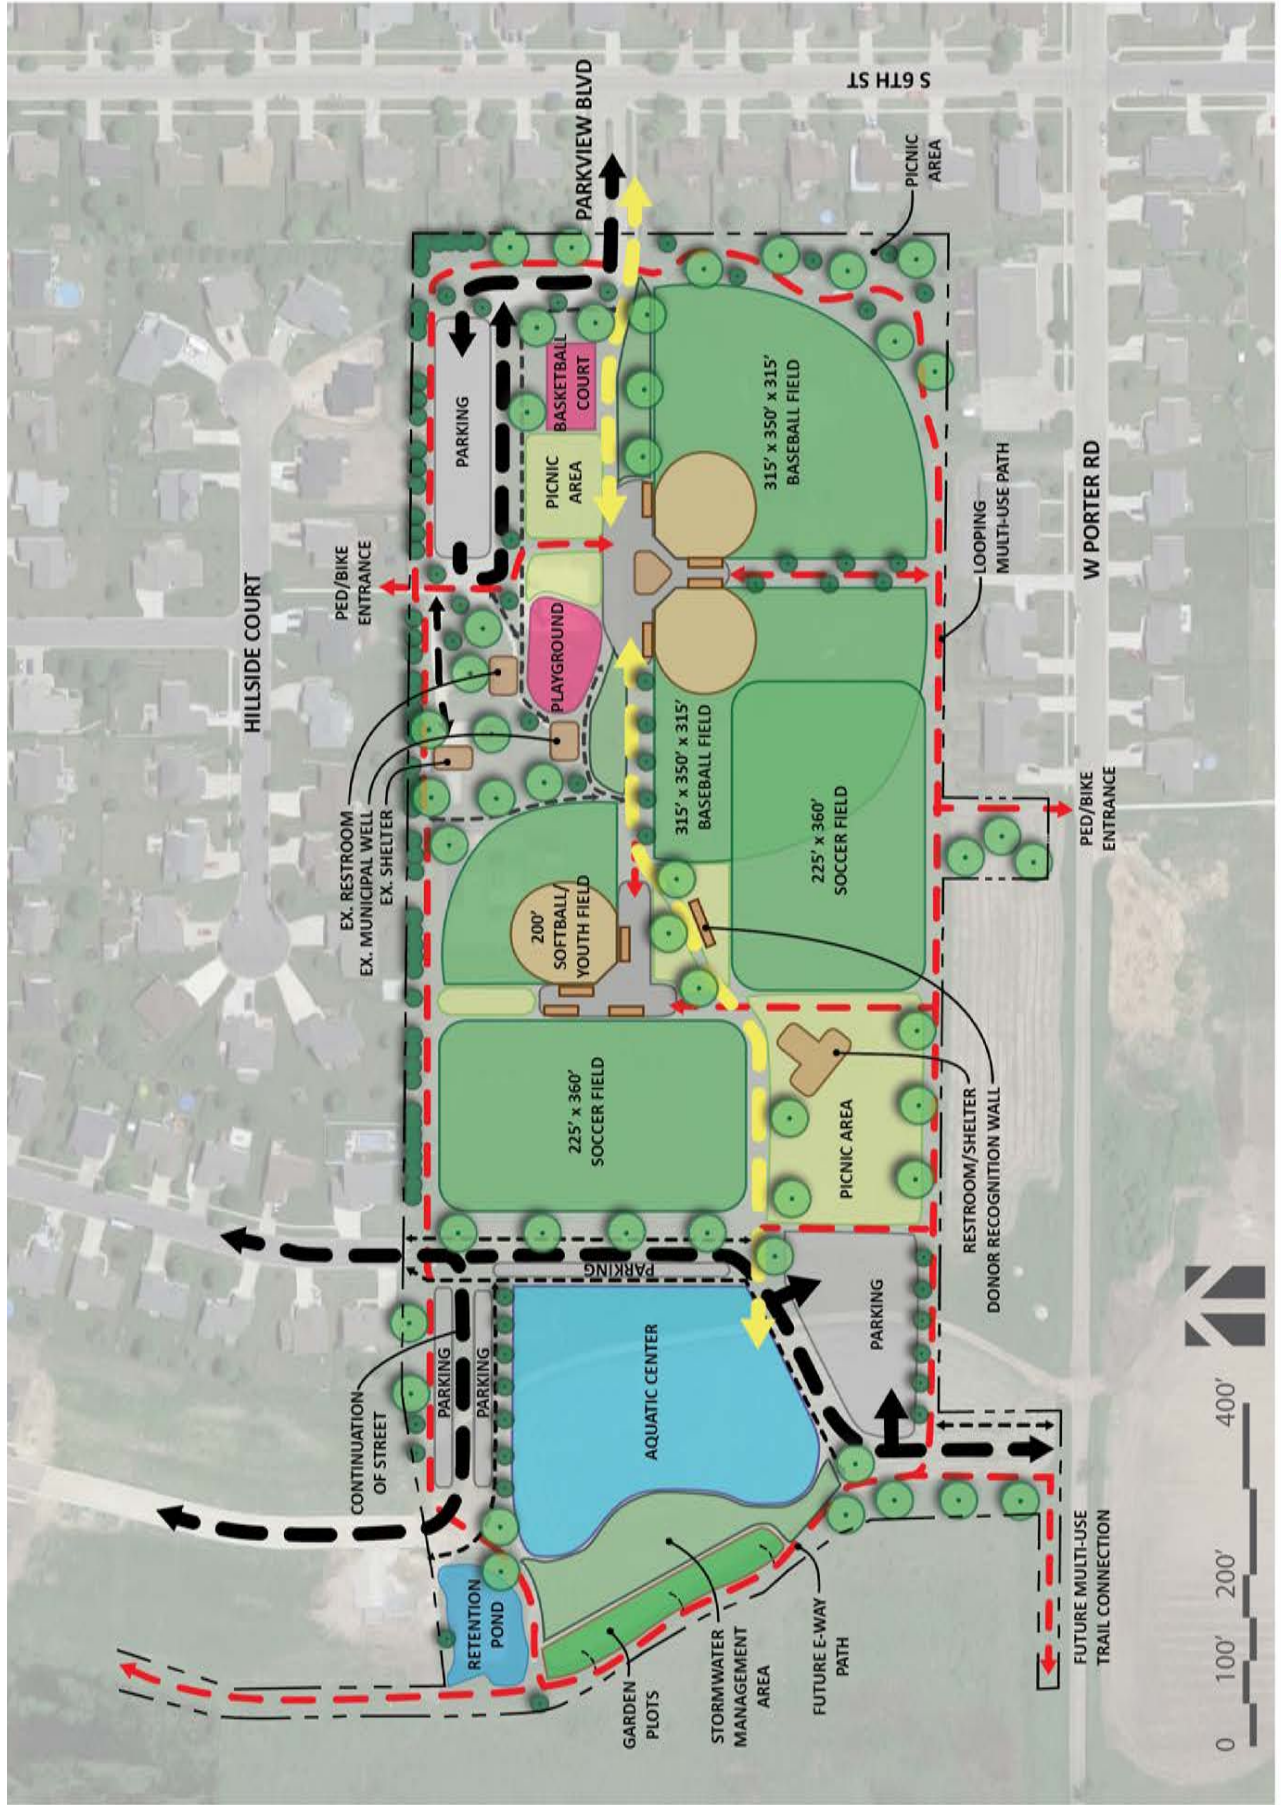 HILLSIDE COURT
PED/BIKE
ENTRANCE
EX. RESTROOM
EX. MUNICIPAL WELL
EX. SHELTER
CONTINUATION
OF STREET
PARKING
PARKING
RETENTION
POND
PARKING
225' x 360'
SOCCER FIELD
200'
SOFTBALL/
YOUTH FIELD
PLAYGROUND
PARKING
PICNIC
AREA
BASKETBALL
COURT
PARKVIEW BLVD
S 6TH ST
AQUATIC CENTER
315' x 350' x 315'
BASEBALL FIELD
315' x 350' x 315'
BASEBALL FIELD
GARDEN
PLOTS
STORMWATER
MANAGEMENT
AREA
FUTURE E-WAY
PATH
PARKING
PICNIC AREA
225' x 360'
SOCCER FIELD
PICNIC
AREA
RESTROOM/SHELTER
DONOR RECOGNITION WALL
LOOPING
MULTI-USE PATH
PED/BIKE
ENTRANCE
W PORTER RD
FUTURE MULTI-USE
TRAIL CONNECTION
0
100'
200'
400'